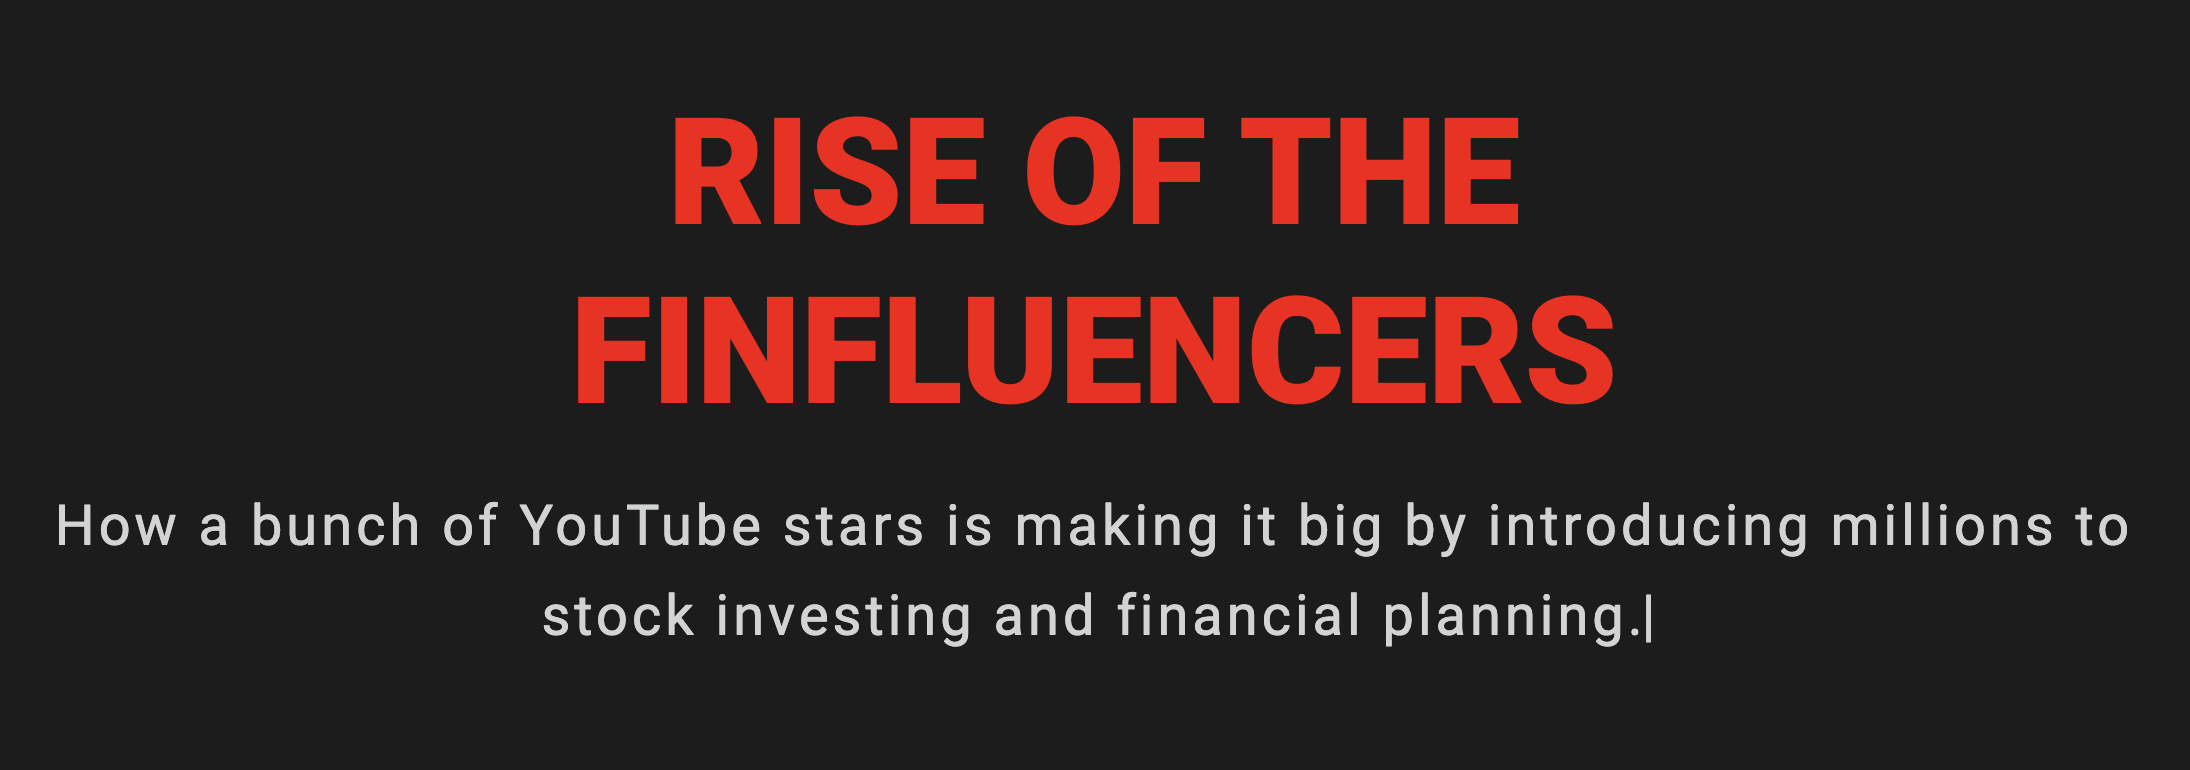 RISE OF THE
FINFLUENCERS
How a bunch of YouTube stars is making it big by introducing millions to
stock investing and financial planning.|